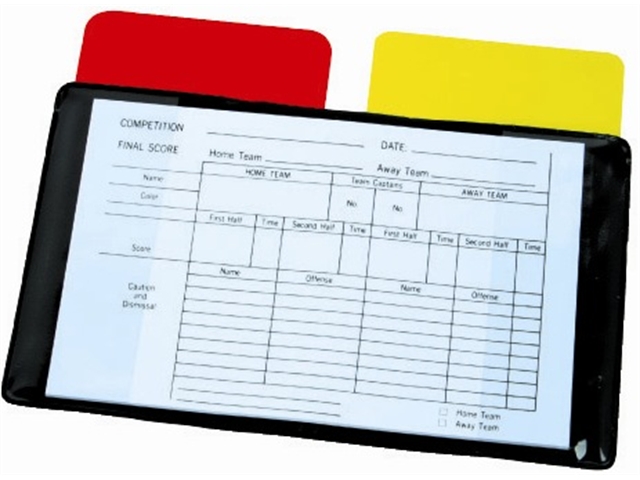 COMPETITION DATE:
FINAL SCORE Home Team Away Team
Name HOME TEAM Team Captains AWAY TEAM
Color No. No.
First Half Time Second Half Time First Half Time Second Half Time
Score
Name Offense Name Offense
Caution
and
Dismissal
Home Team
Away Team